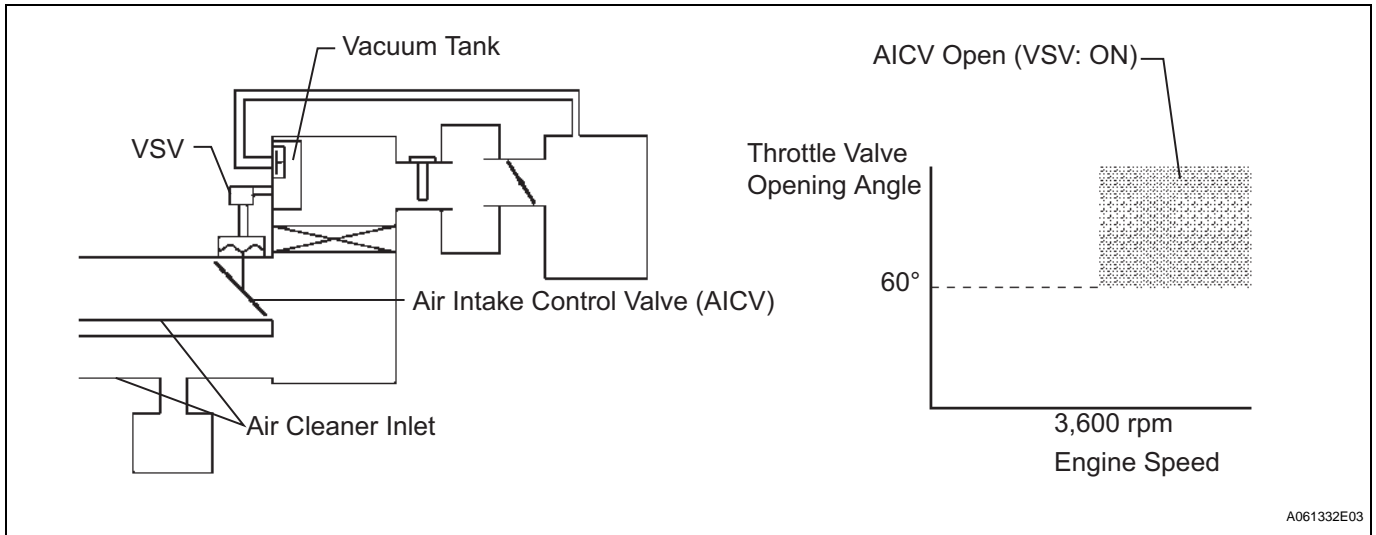 Vacuum Tank
VSV
Air Intake Control Valve (AICV)
Air Cleaner Inlet
AICV Open (VSV: ON)
Throttle Valve
Opening Angle
60°
3,600 rpm
Engine Speed
A061332E03